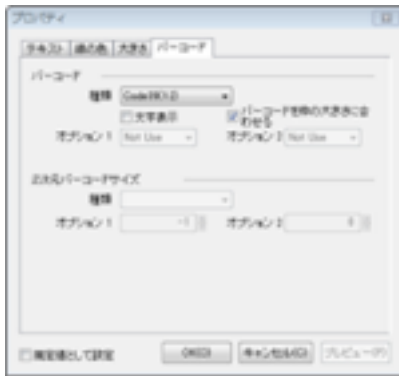 プロパティ
テキスト 線の色 大きさ バーコード
バーコード
種類
文字表示 バーコードを枠の大きさに合わせる
オプション 1 Not Use オプション 2 Not Use
二次元バーコードサイズ
種類
オプション 1 -1 オプション 2
既定値として設定 OK(O) キャンセル(C) プレビュー(P)